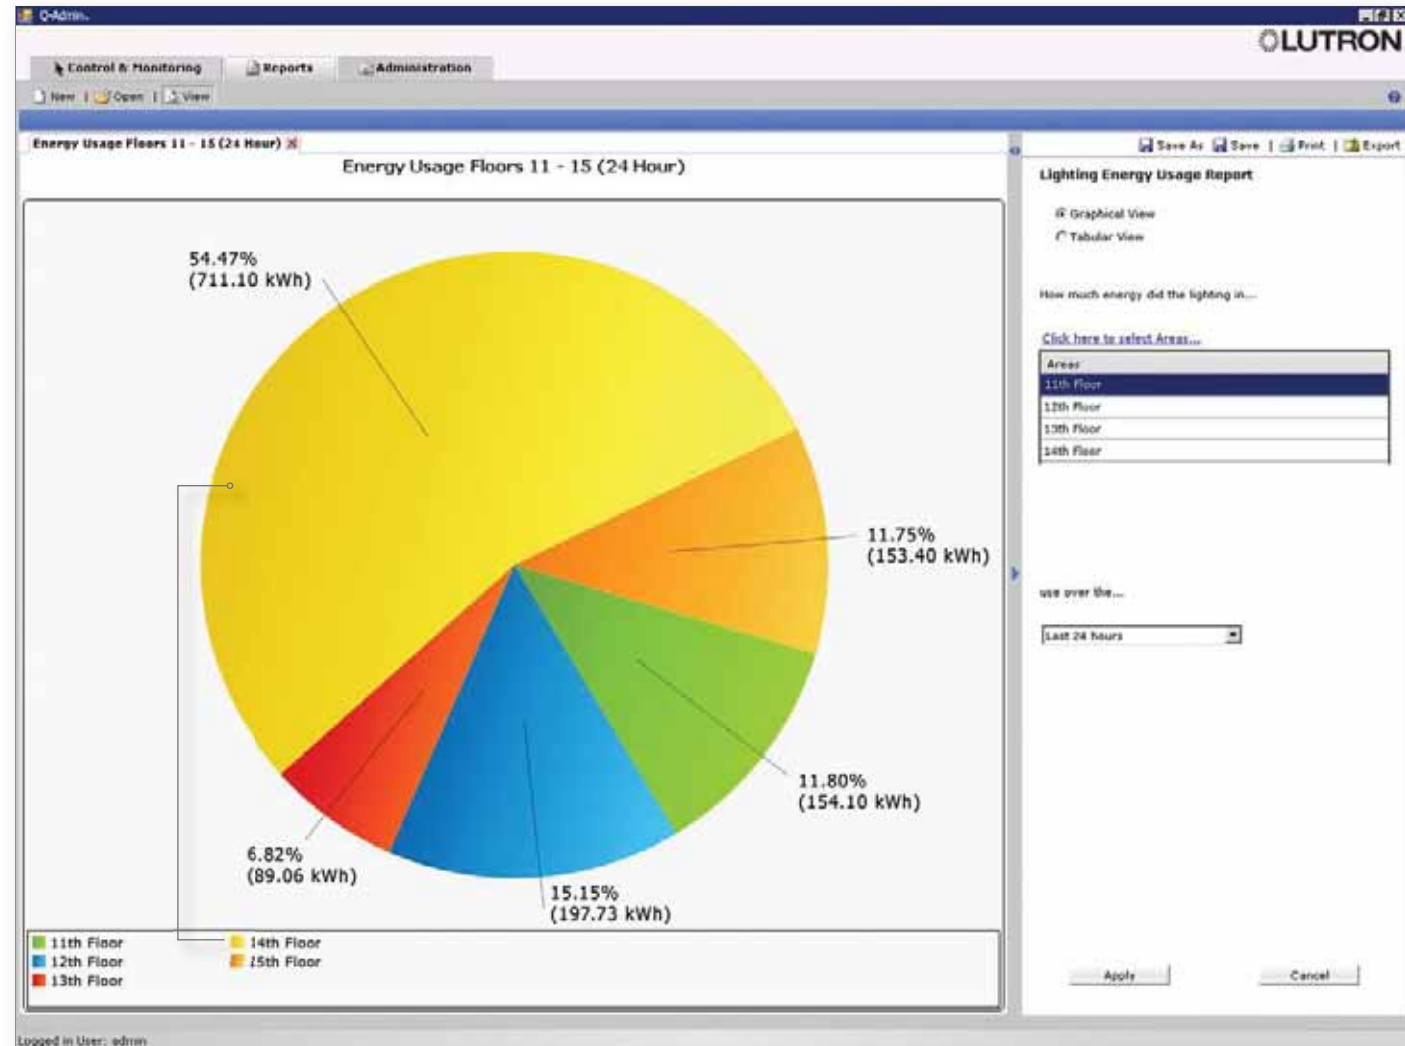 Q-Admin.
LUTRON
Control & Monitoring Reports Administration
New | Open | View
Energy Usage Floors 11 - 15 (24 Hour)
Energy Usage Floors 11 - 15 (24 Hour)
54.47%
(711.10 kWh)
11.75%
(153.40 kWh)
11.80%
(154.10 kWh)
6.82%
(89.06 kWh)
15.15%
(197.73 kWh)
11th Floor
12th Floor
13th Floor
14th Floor
15th Floor
Save As Save | Print | Export
Lighting Energy Usage Report
Graphical View
Tabular View
How much energy did the lighting in...
Click here to select Areas...
Areas
11th Floor
12th Floor
13th Floor
14th Floor
use over the...
Last 24 hours
Apply Cancel
Logged in User: admin